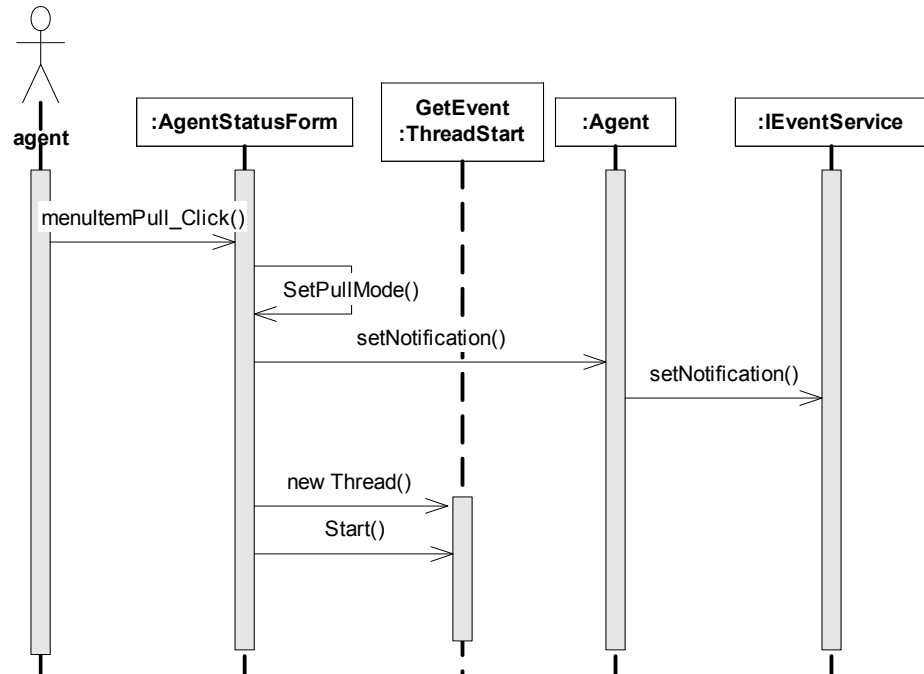 agent
:AgentStatusForm
GetEvent
:ThreadStart
:Agent
:IEventService
menuItemPull_Click()
SetPullMode()
setNotification()
setNotification()
new Thread()
Start()